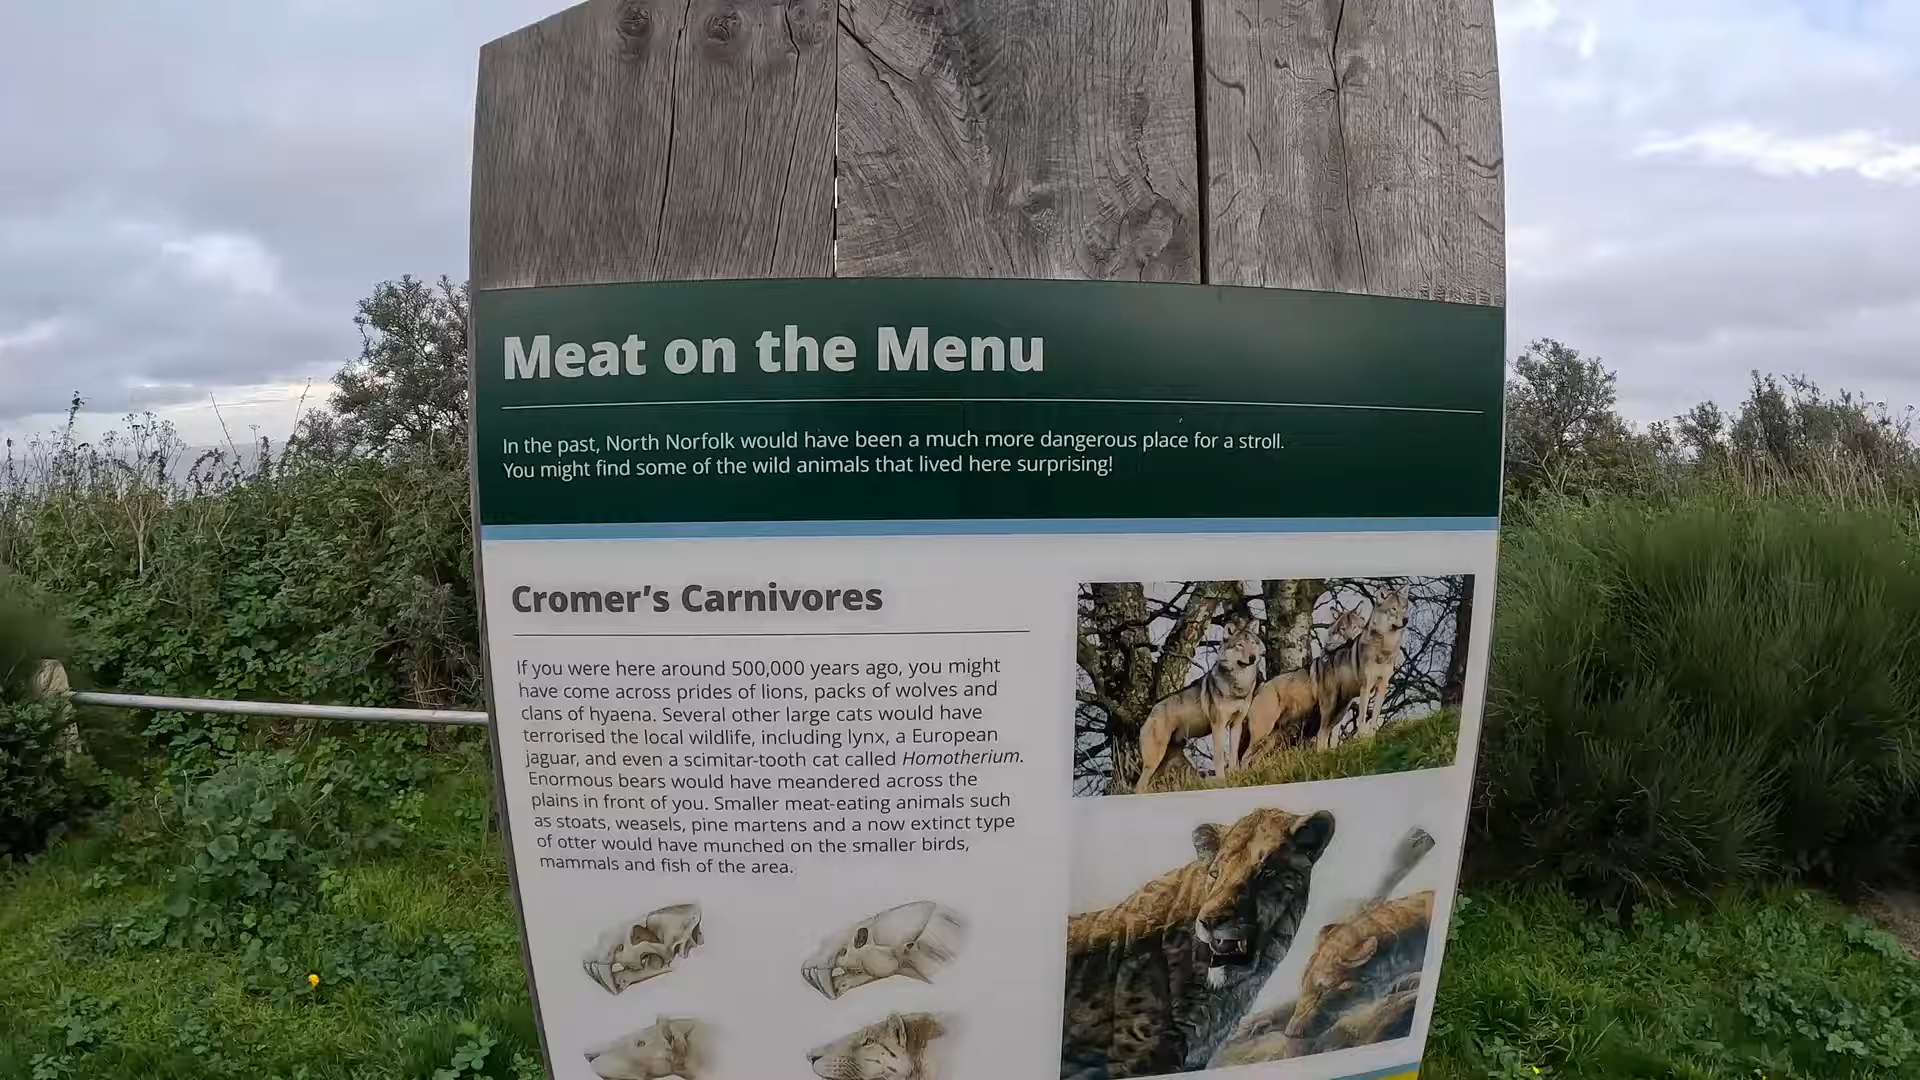 Meat on the Menu
In the past, North Norfolk would have been a much more dangerous place for a stroll.
You might find some of the wild animals that lived here surprising!
Cromer's Carnivores
If you were here around 500,000 years ago, you might
have come across prides of lions, packs of wolves and
clans of hyaena. Several other large cats would have
terrorised the local wildlife, including lynx, a European
jaguar, and even a scimitar-tooth cat called Homotherium.
Enormous bears would have meandered across the
plains in front of you. Smaller meat-eating animals such
as stoats, weasels, pine martens and a now extinct type
of otter would have munched on the smaller birds,
mammals and fish of the area.